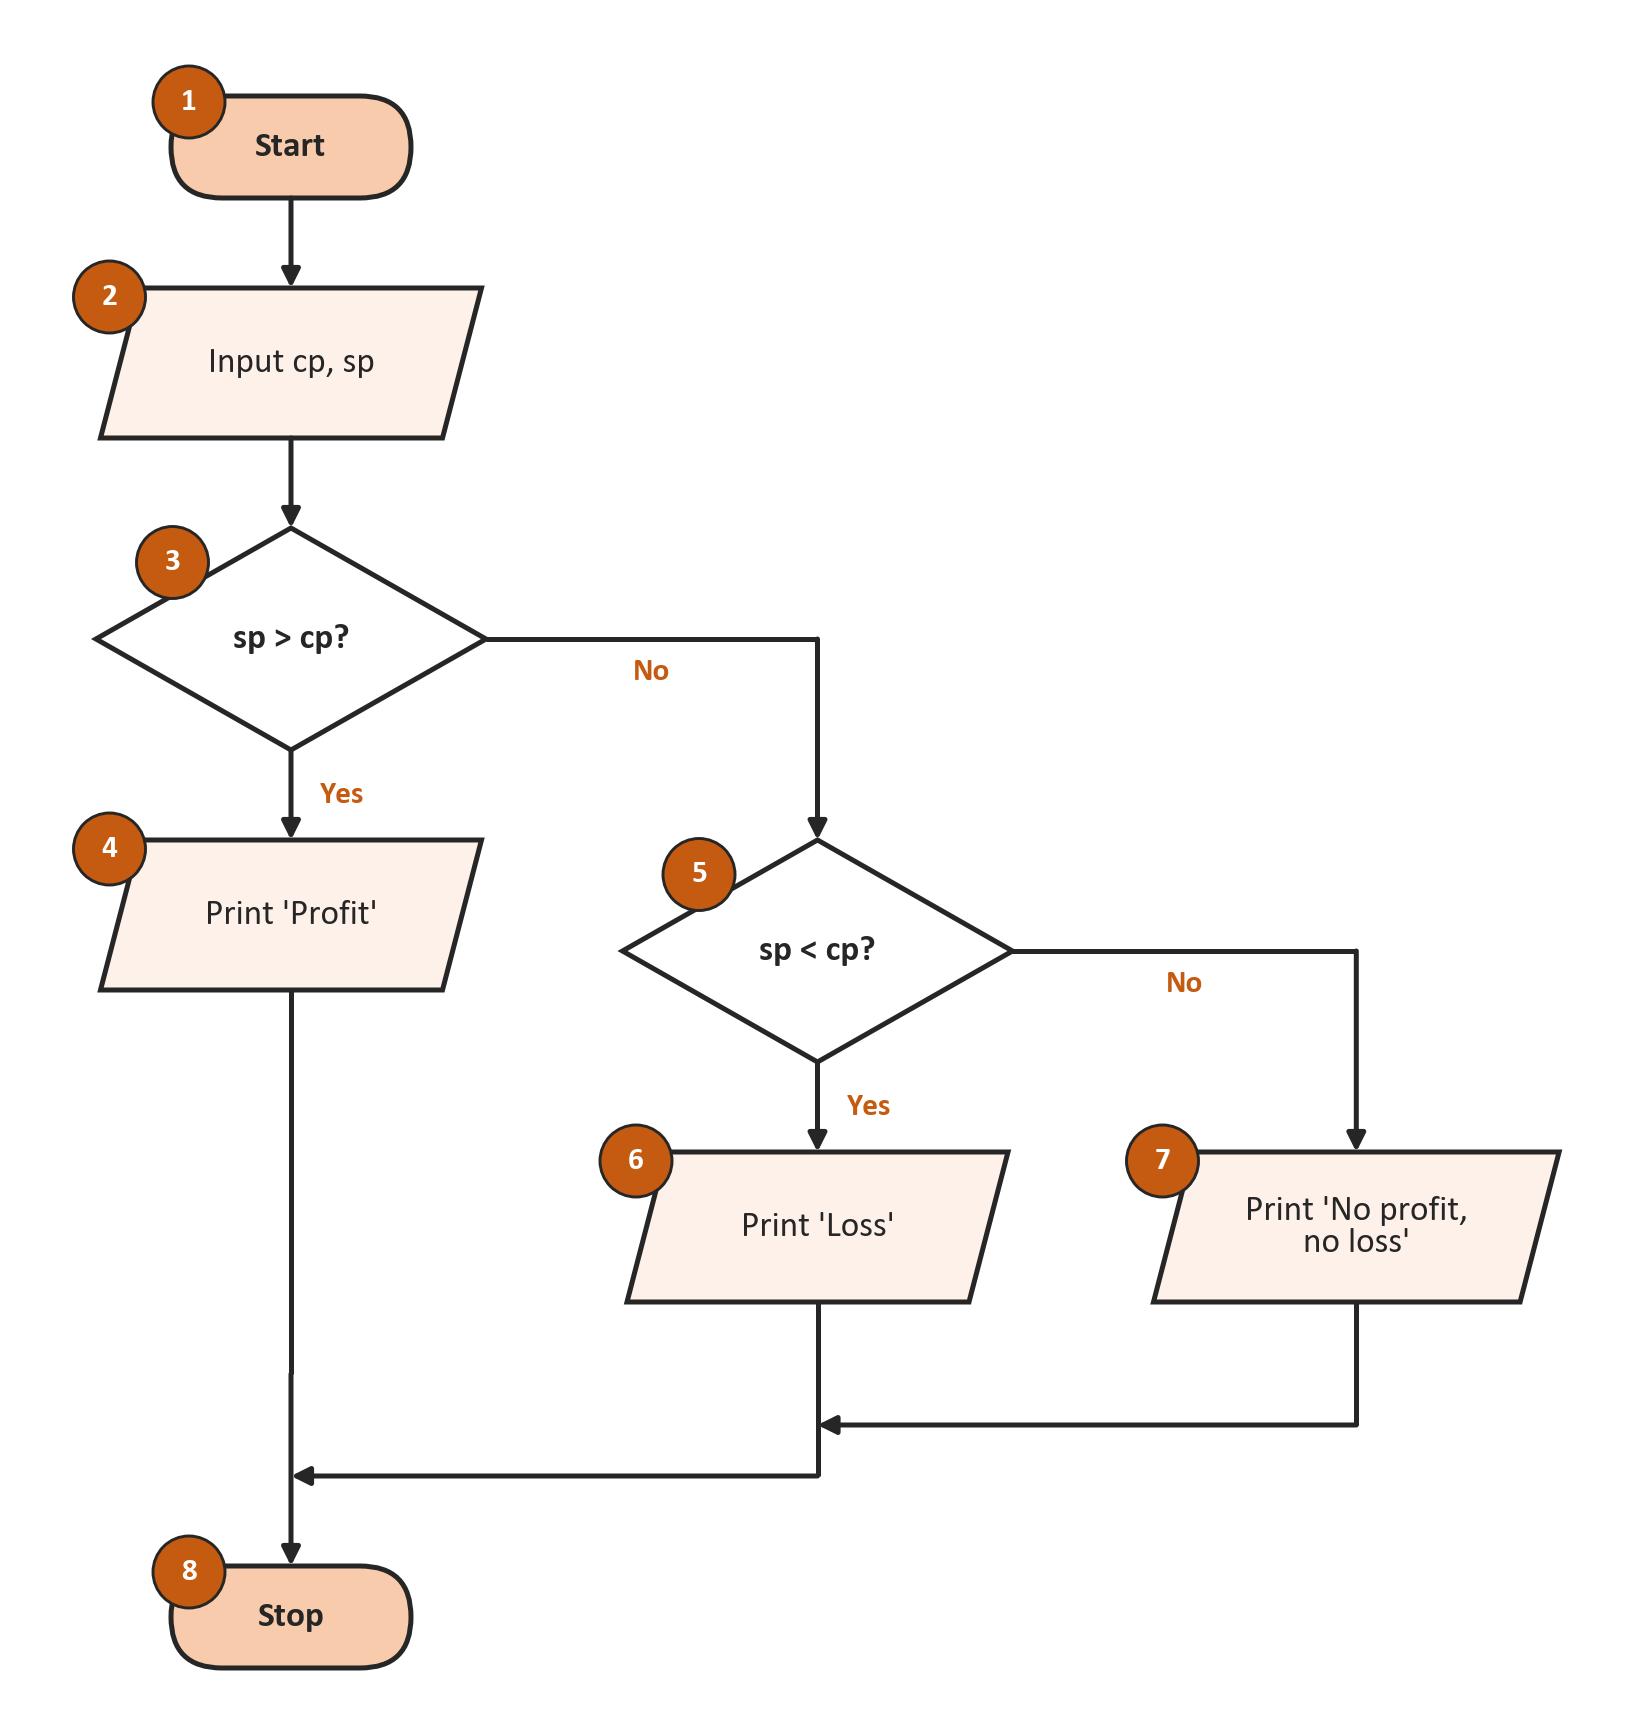 1
Start
2
Input cp, sp
3
sp > cp?
No
Yes
4
Print 'Profit'
5
sp < cp?
No
Yes
6
Print 'Loss'
7
Print 'No profit,
no loss'
8
Stop